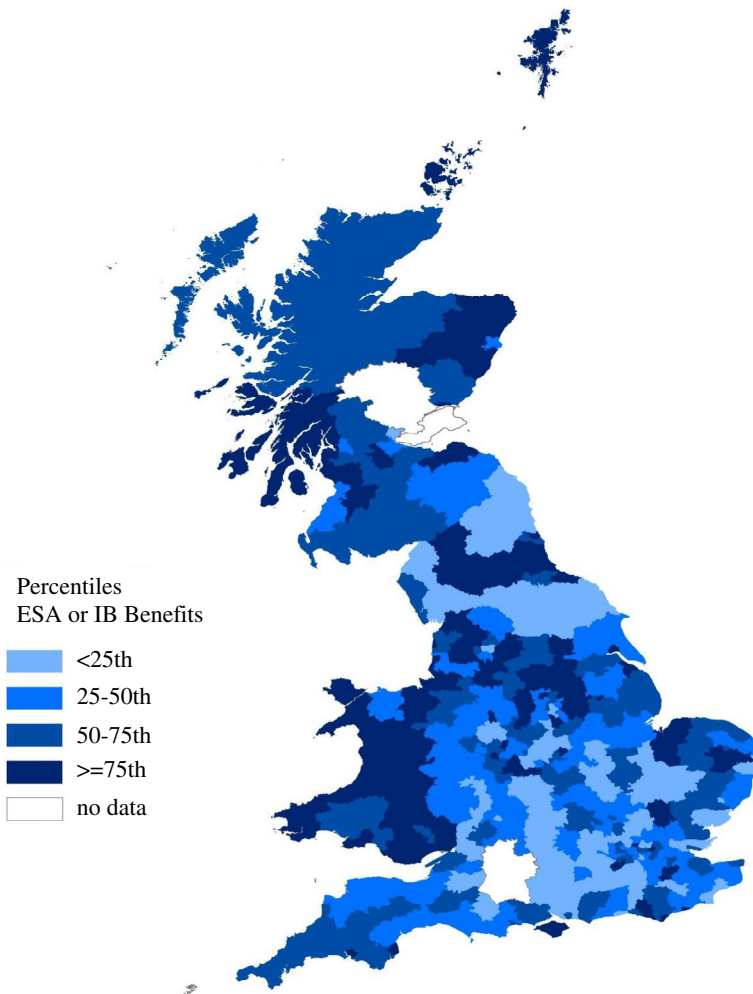 Percentiles
ESA or IB Benefits
<25th
25-50th
50-75th
>=75th
no data